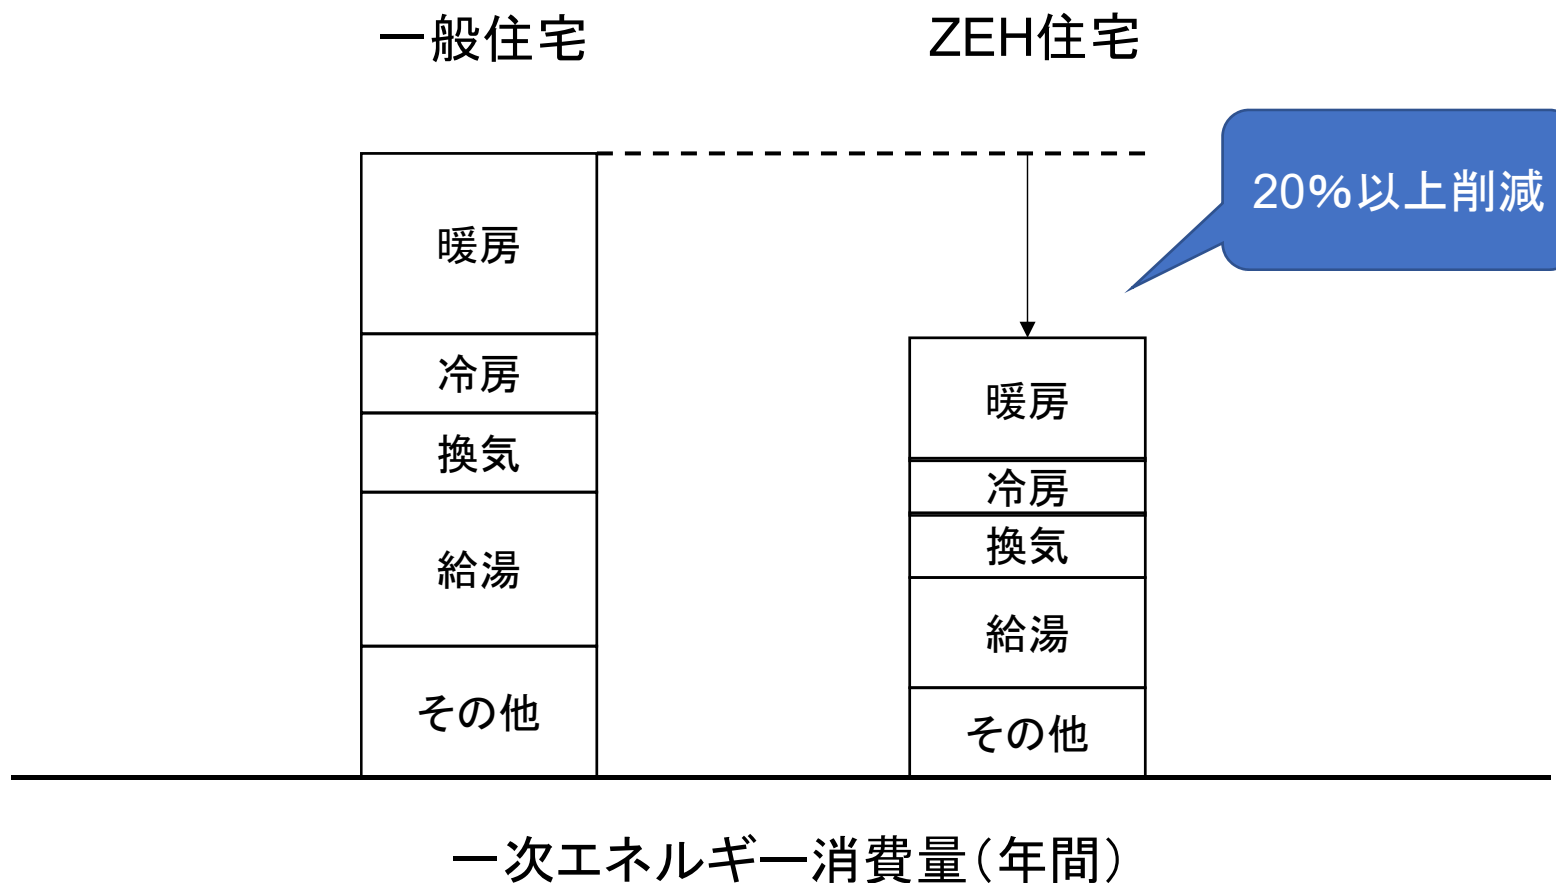 一般住宅
ZEH住宅
20%以上削減
暖房
冷房
換気
給湯
その他
暖房
冷房
換気
給湯
その他
一次エネルギー消費量(年間)